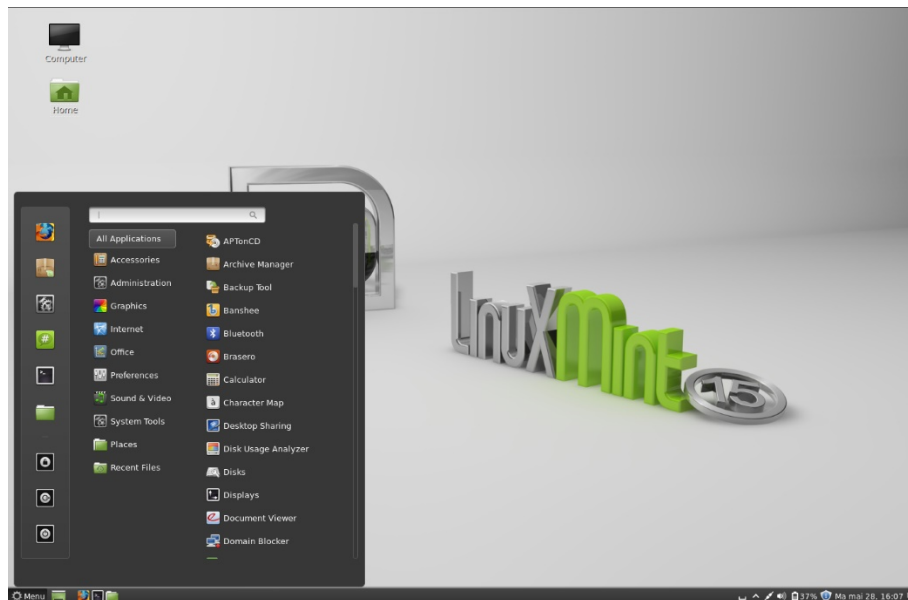 Computer
Home
All Applications
Accessories
Administration
Graphics
Internet
Office
Preferences
Sound & Video
System Tools
Places
Recent Files
APTonCD
Archive Manager
Backup Tool
Banshee
Bluetooth
Brasero
Calculator
Character Map
Desktop Sharing
Disk Usage Analyzer
Disks
Displays
Document Viewer
Domain Blocker
LinuxMint
15
Menu
37% Ma mai 28, 16:07